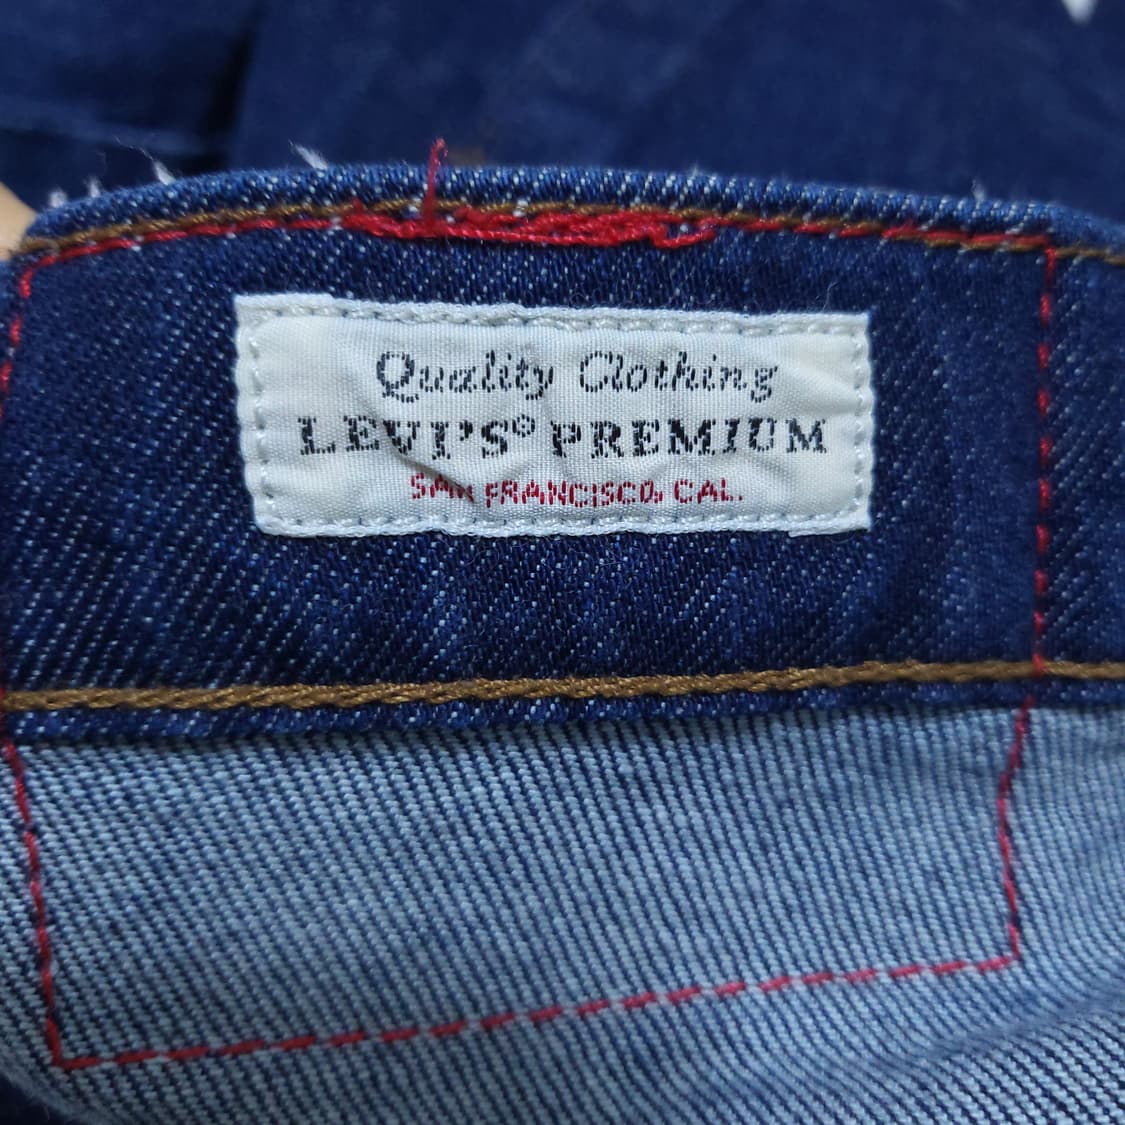 Quality Clothing
LEVI'S® PREMIUM
SAN FRANCISCO, CAL.